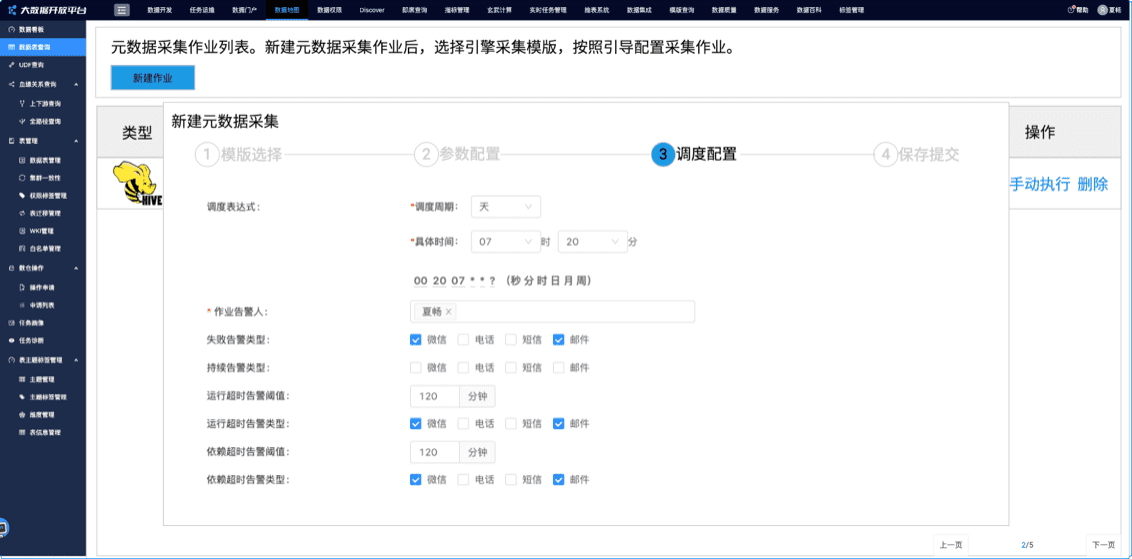 大数据开放平台
数据开发 任务运维 数据门户 数据地图 数据权限 Discover 即席查询 指标管理 玄武计算 实时任务管理 绘表系统 数据集成 模版查询 数据质量 数据服务 数据百科 标签管理 帮助 夏畅
数据看板
数据表查询
UDF查询
血缘关系查询
上下游查询
全路径查询
表管理
数据表管理
集群一致性
权限标签管理
表迁移管理
WKI管理
白名单管理
数仓操作
操作申请
申请列表
任务画像
任务诊断
表主题标签管理
主题管理
主题标签管理
维度管理
表信息管理
元数据采集作业列表。新建元数据采集作业后，选择引擎采集模版，按照引导配置采集作业。
新建作业
类型
操作
HIVE
手动执行 删除
新建元数据采集
1 模版选择
2 参数配置
3 调度配置
4 保存提交
调度表达式：
*调度周期： 天
*具体时间： 07 时 20 分
00 20 07 * * ? （秒 分 时 日 月 周）
* 作业告警人： 夏畅 ×
失败告警类型： 微信 电话 短信 邮件
持续告警类型： 微信 电话 短信 邮件
运行超时告警阈值： 120 分钟
运行超时告警类型： 微信 电话 短信 邮件
依赖超时告警阈值： 120 分钟
依赖超时告警类型： 微信 电话 短信 邮件
上一页 2/5 下一页